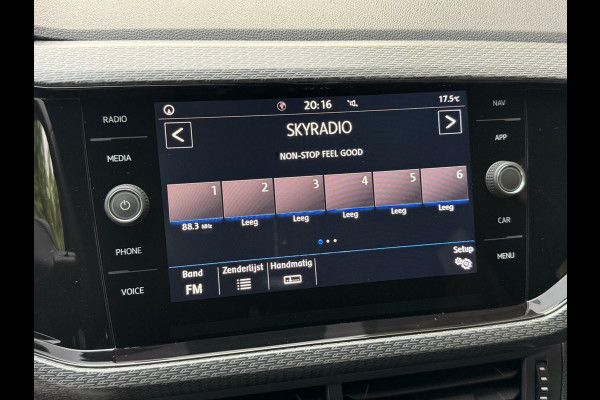 RADIO
MEDIA
PHONE
VOICE
20:16
17.5°C
<
SKYRADIO
>
NON-STOP FEEL GOOD
1 2 3 4 5 6
88.3 MHz Leeg Leeg Leeg Leeg Leeg
Band Zenderlijst Handmatig Setup
FM
NAV
APP
CAR
MENU